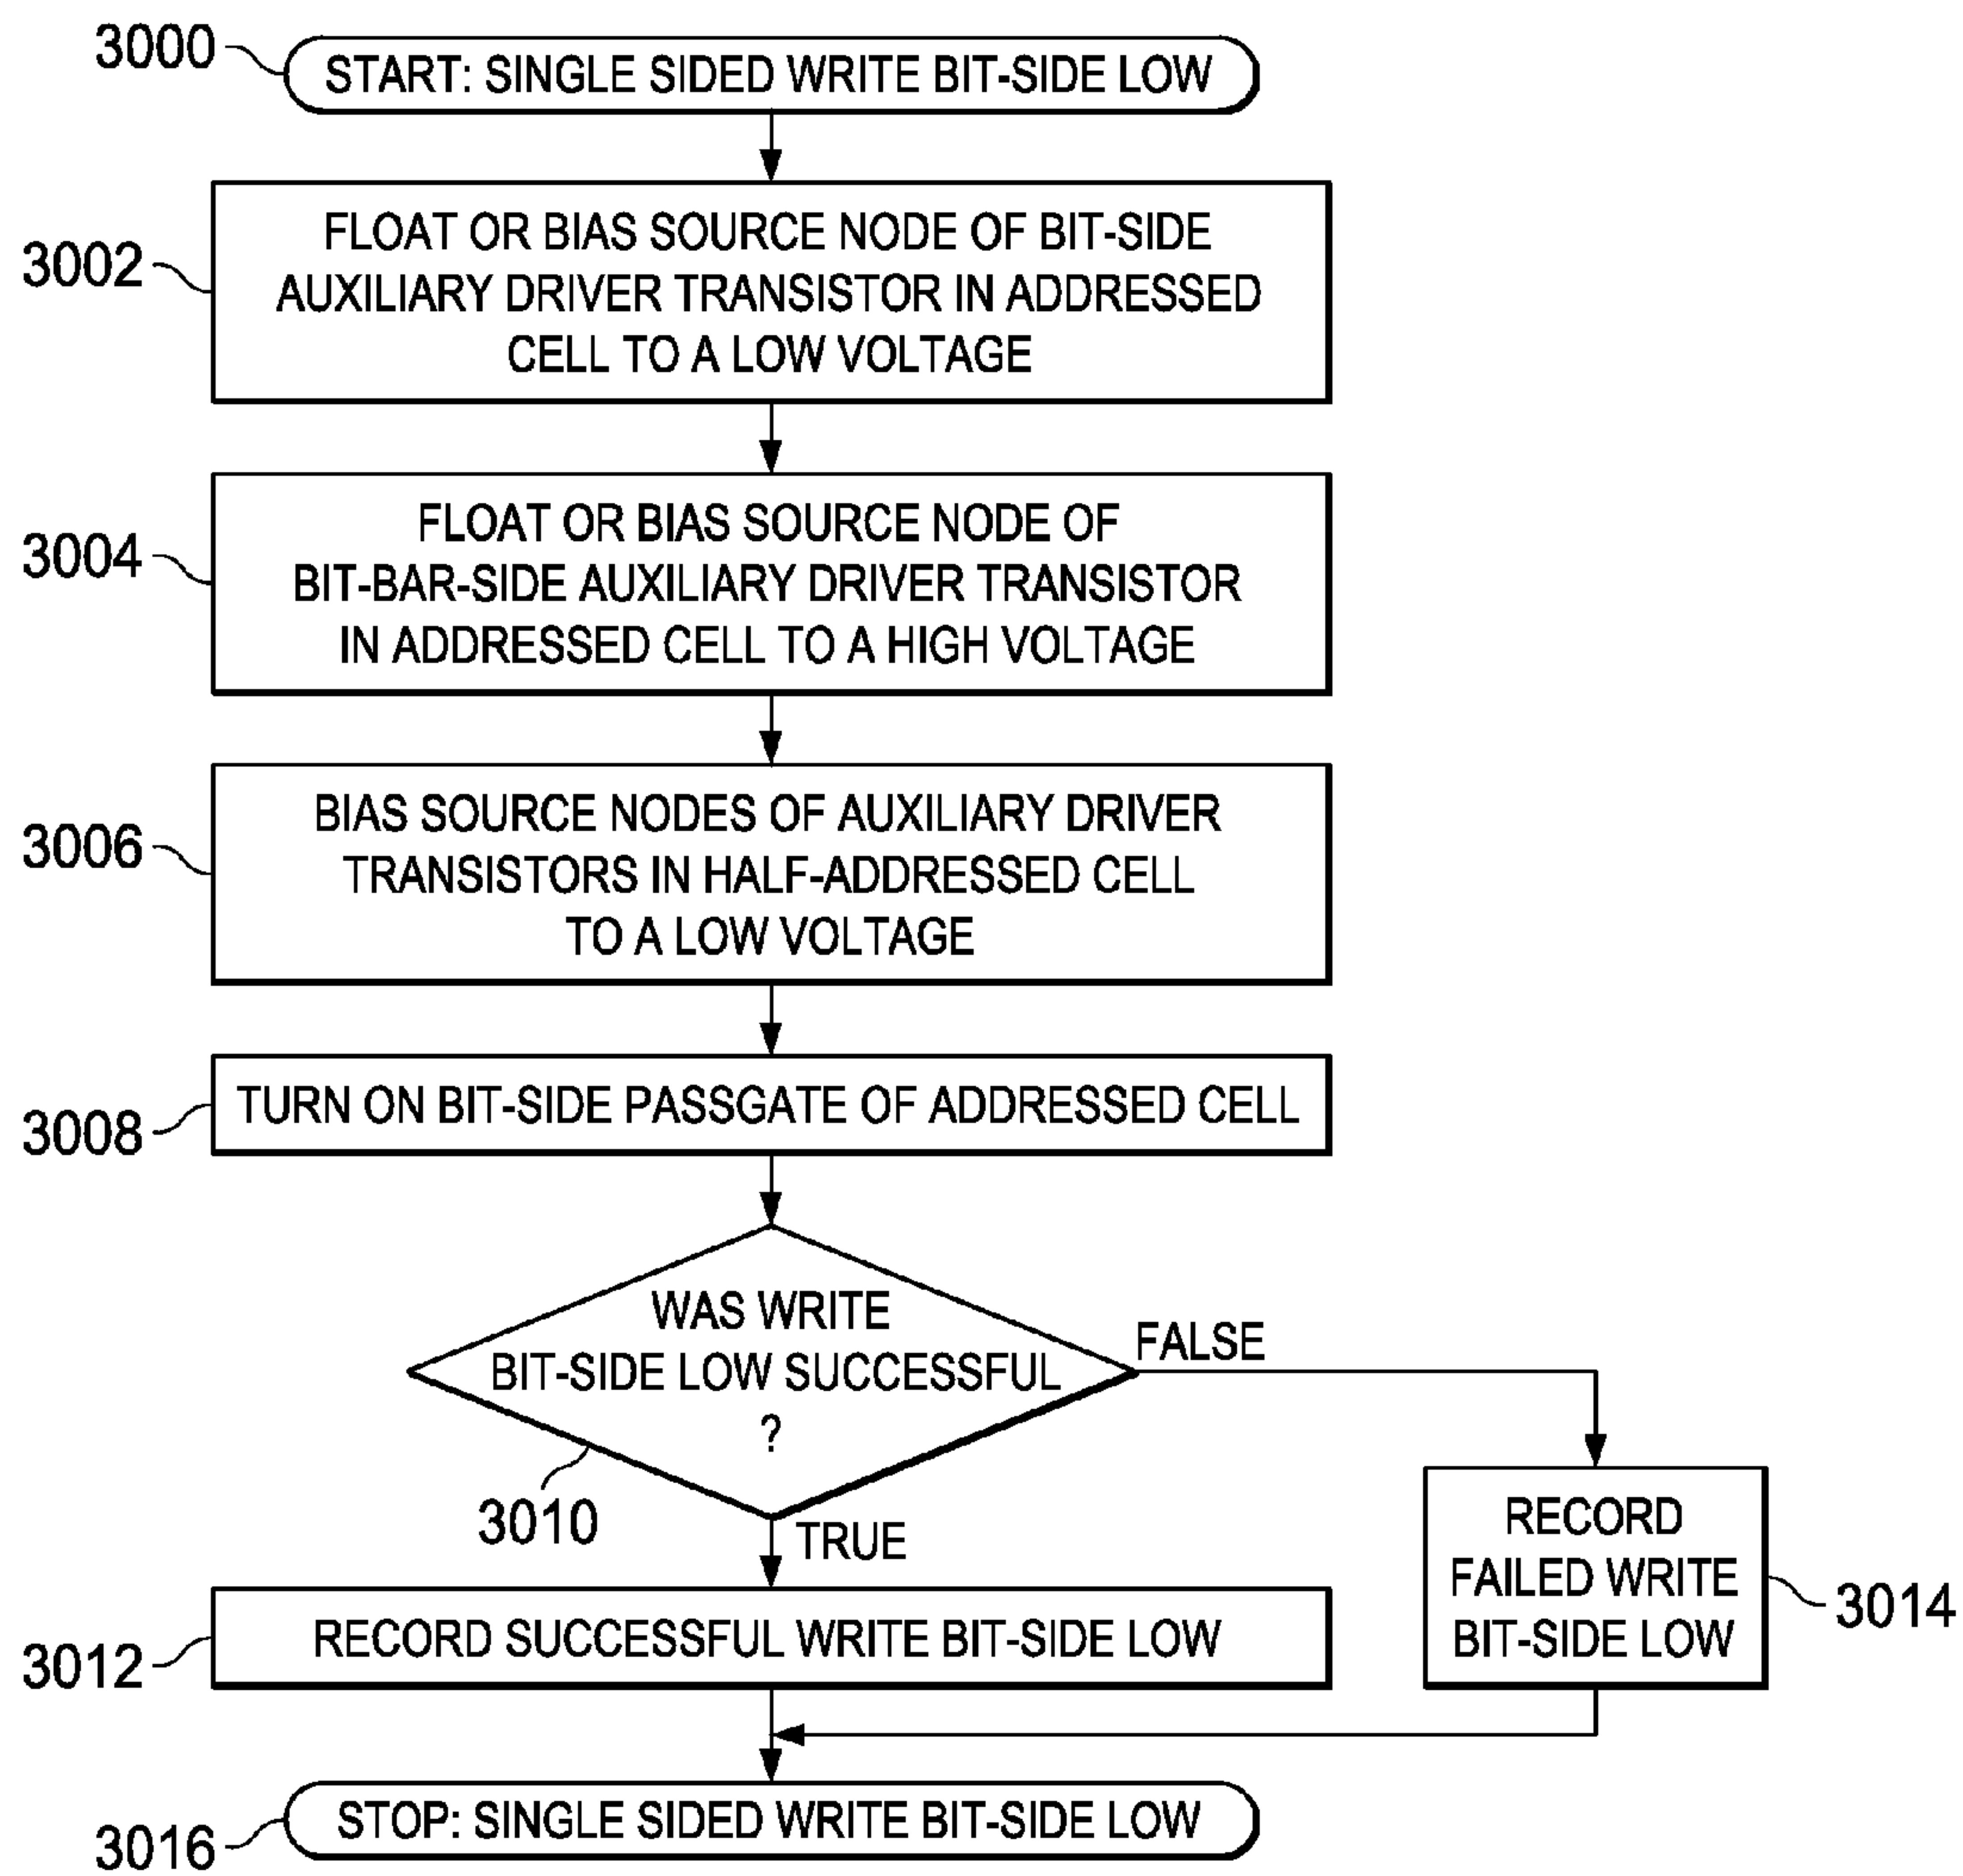 3000
START: SINGLE SIDED WRITE BIT-SIDE LOW
3002
FLOAT OR BIAS SOURCE NODE OF BIT-SIDE
AUXILIARY DRIVER TRANSISTOR IN ADDRESSED
CELL TO A LOW VOLTAGE
3004
FLOAT OR BIAS SOURCE NODE OF
BIT-BAR-SIDE AUXILIARY DRIVER TRANSISTOR
IN ADDRESSED CELL TO A HIGH VOLTAGE
3006
BIAS SOURCE NODES OF AUXILIARY DRIVER
TRANSISTORS IN HALF-ADDRESSED CELL
TO A LOW VOLTAGE
3008
TURN ON BIT-SIDE PASSGATE OF ADDRESSED CELL
WAS WRITE
BIT-SIDE LOW SUCCESSFUL
?
3010
FALSE
TRUE
RECORD
FAILED WRITE
BIT-SIDE LOW
3014
3012
RECORD SUCCESSFUL WRITE BIT-SIDE LOW
3016
STOP: SINGLE SIDED WRITE BIT-SIDE LOW